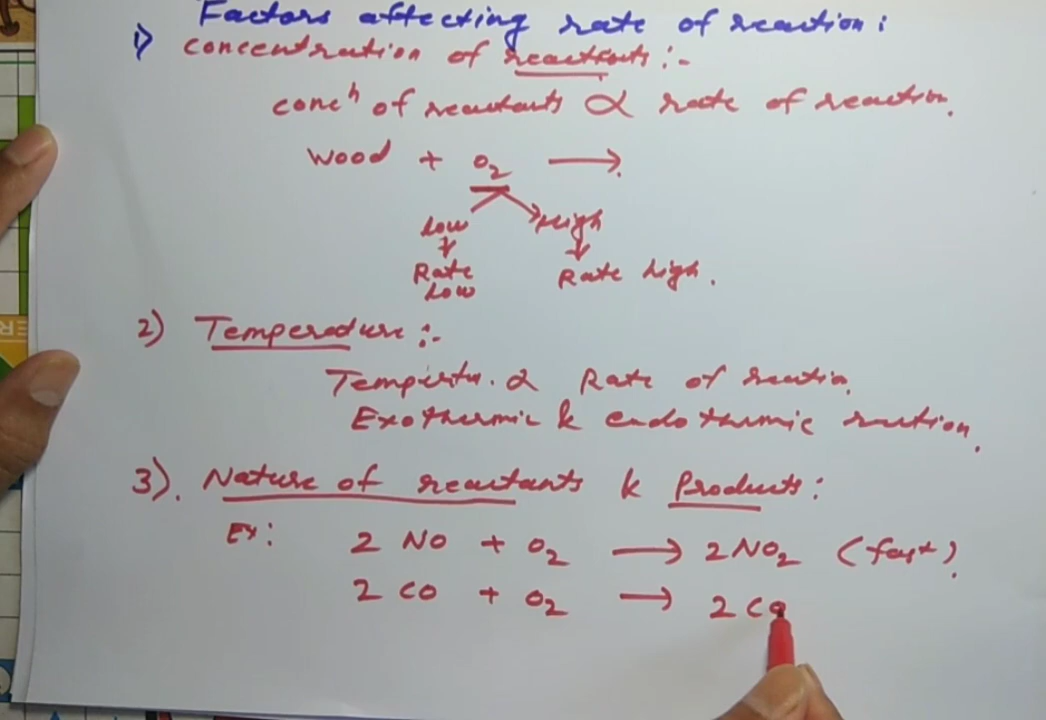 Factors affecting rate of reaction :
1) concentration of reactants :-
concn of reactants α rate of reaction.
Wood + O2 ⟶
Low High
Rate Low Rate high.
2) Temperature :-
α Rate of reaction.
Exothermic & endothermic reaction.
3). Nature of reactants & Products :
Ex: 2 NO + O2 ⟶ 2NO2 (fast).
2 CO + O2 ⟶ 2 CO